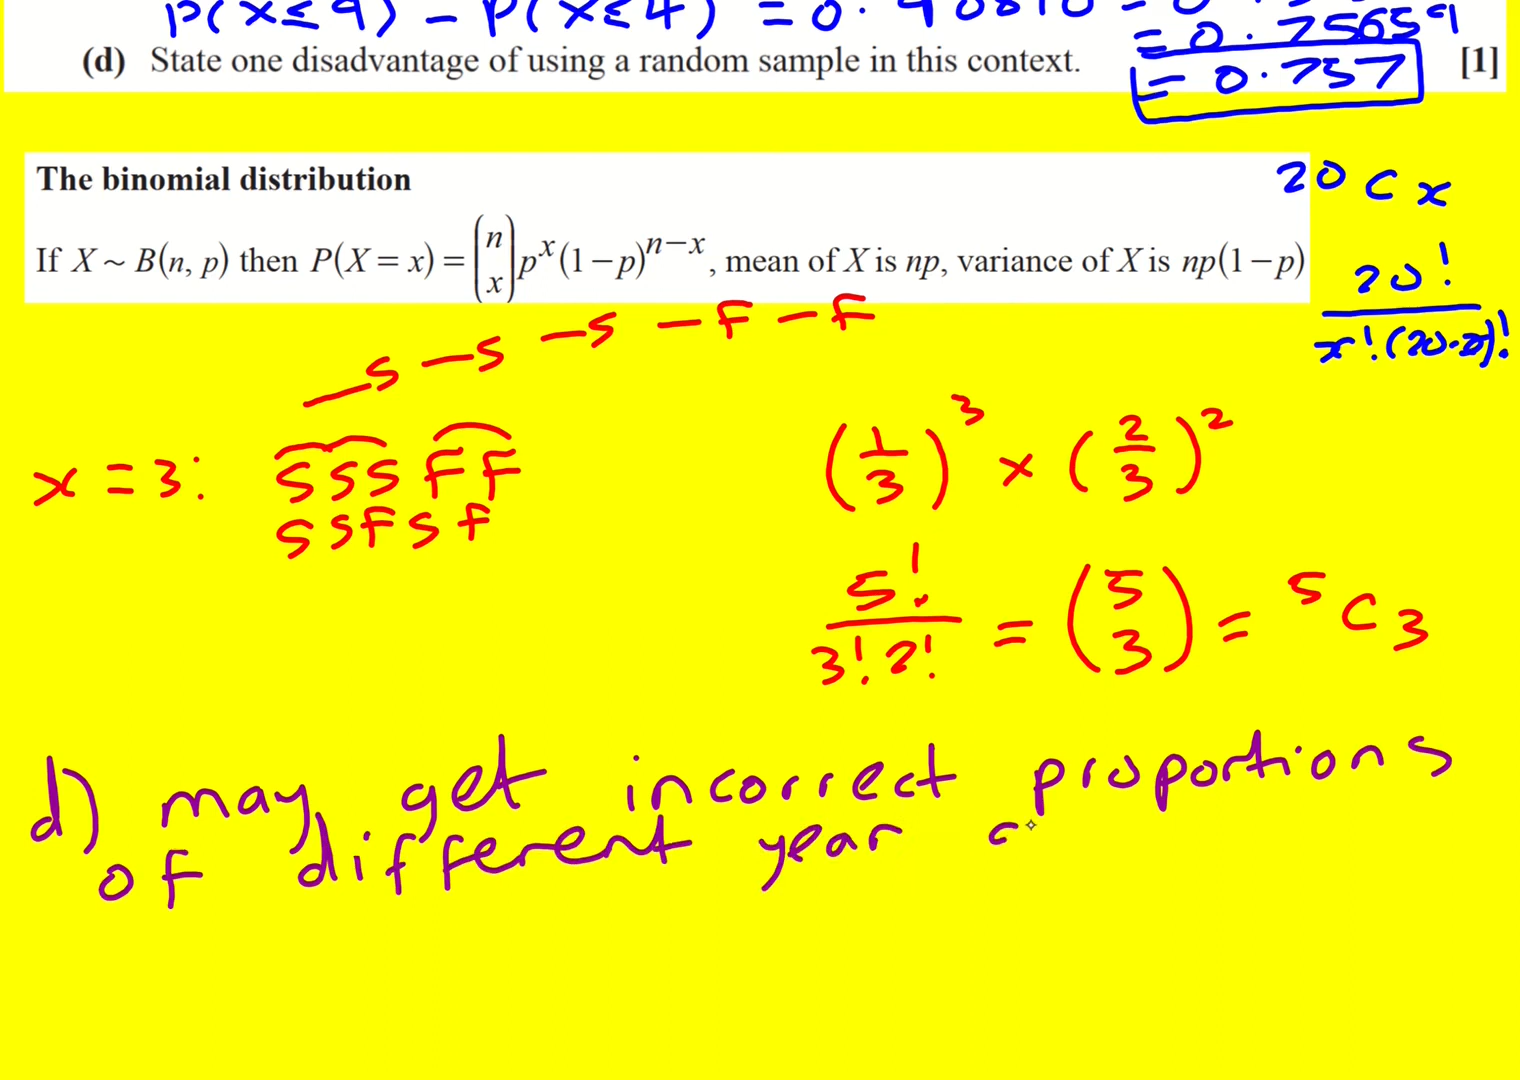 P(X≤9) - P(X≤4) = 0.90810 =
= 0.75659
(d) State one disadvantage of using a random sample in this context. [1]
= 0.757
The binomial distribution
20 C x
If X ~ B(n, p) then P(X = x) = (n x) p^x (1−p)^n−x, mean of X is np, variance of X is np(1−p)
20!
x!(20-x)!
_S _S _S _F _F
x = 3: SSSFF
(1/3)^3 × (2/3)^2
SSFSF
5!/3!2! = (5 3) = 5C3
d) may get incorrect proportions
of different year